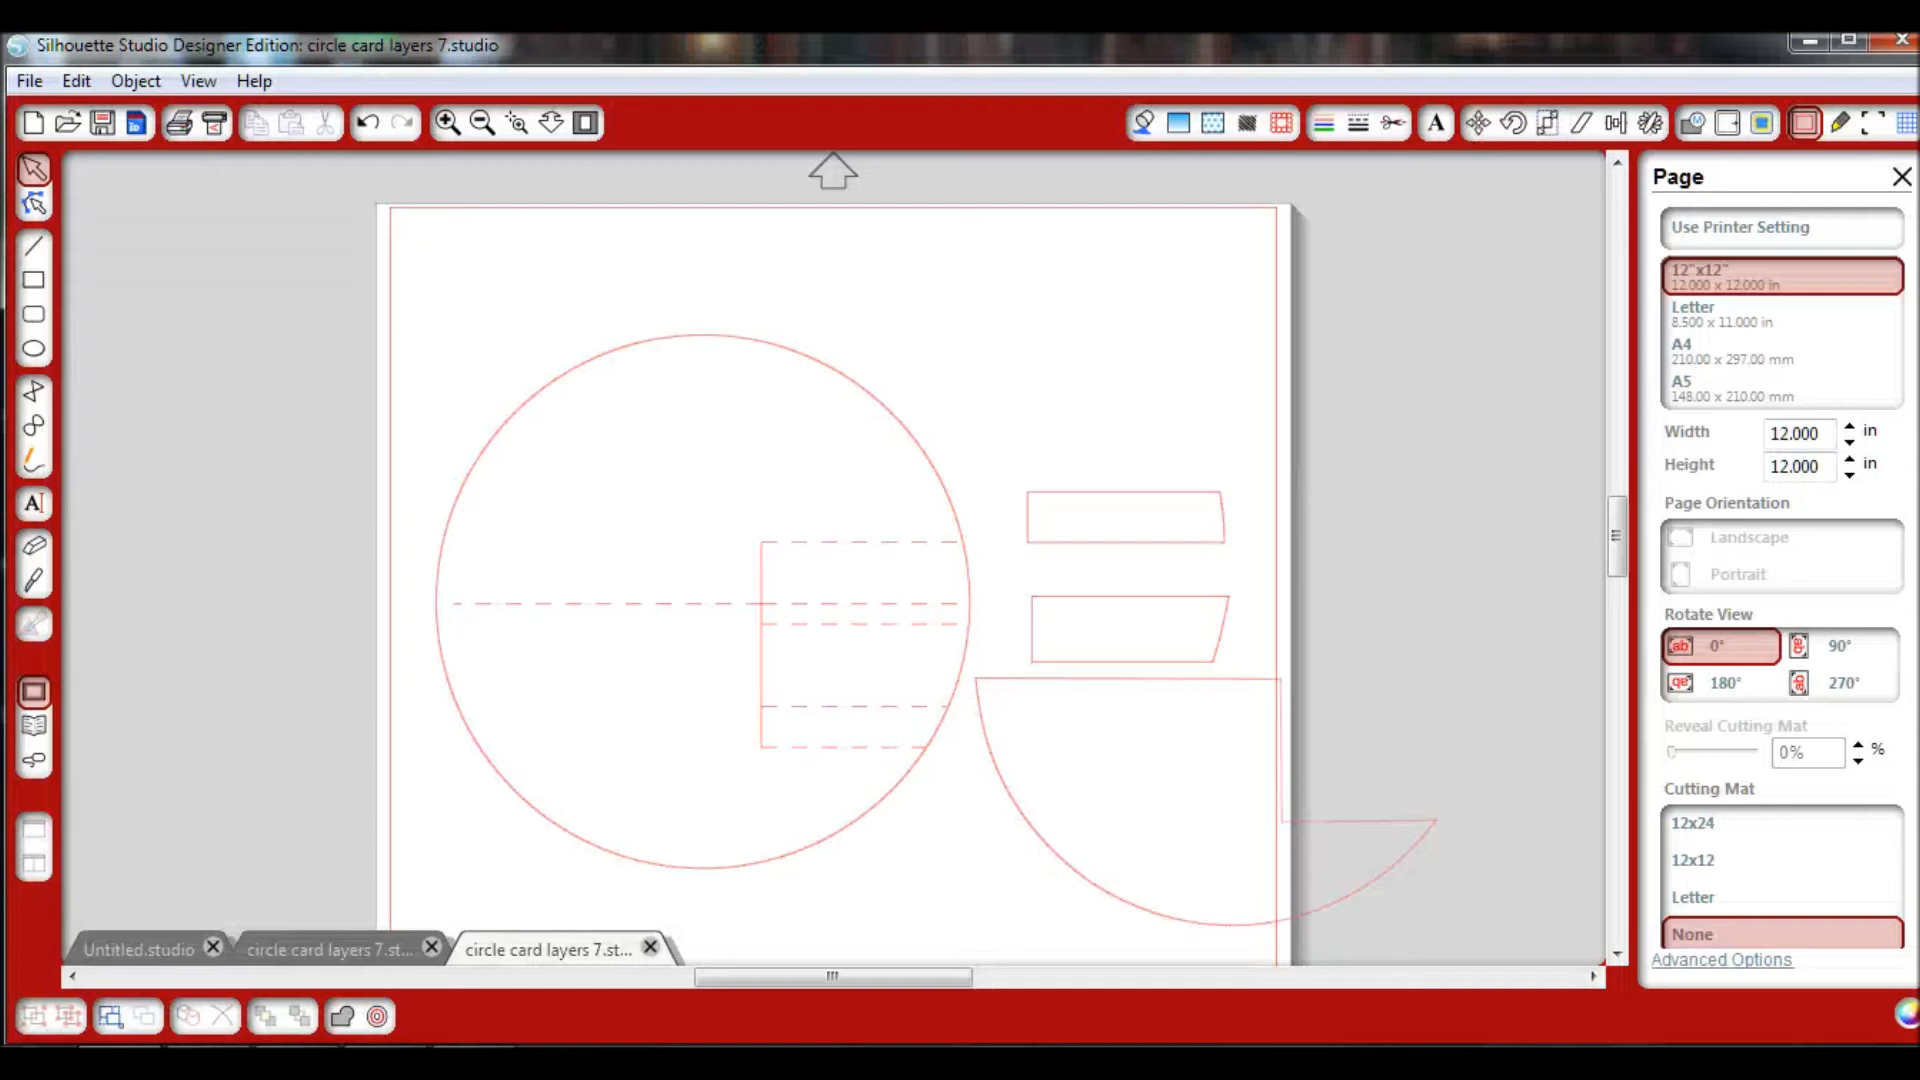 Silhouette Studio Designer Edition: circle card layers 7.studio
File Edit Object View Help
Page
Use Printer Setting
12"x12"
12.000 x 12.000 in
Letter
8.500 x 11.000 in
A4
210.00 x 297.00 mm
A5
148.00 x 210.00 mm
Width 12.000 in
Height 12.000 in
Page Orientation
Landscape
Portrait
Rotate View
0° 90°
180° 270°
Reveal Cutting Mat
0% %
Cutting Mat
12x24
12x12
Letter
None
Advanced Options
Untitled.studio circle card layers 7.st... circle card layers 7.st...